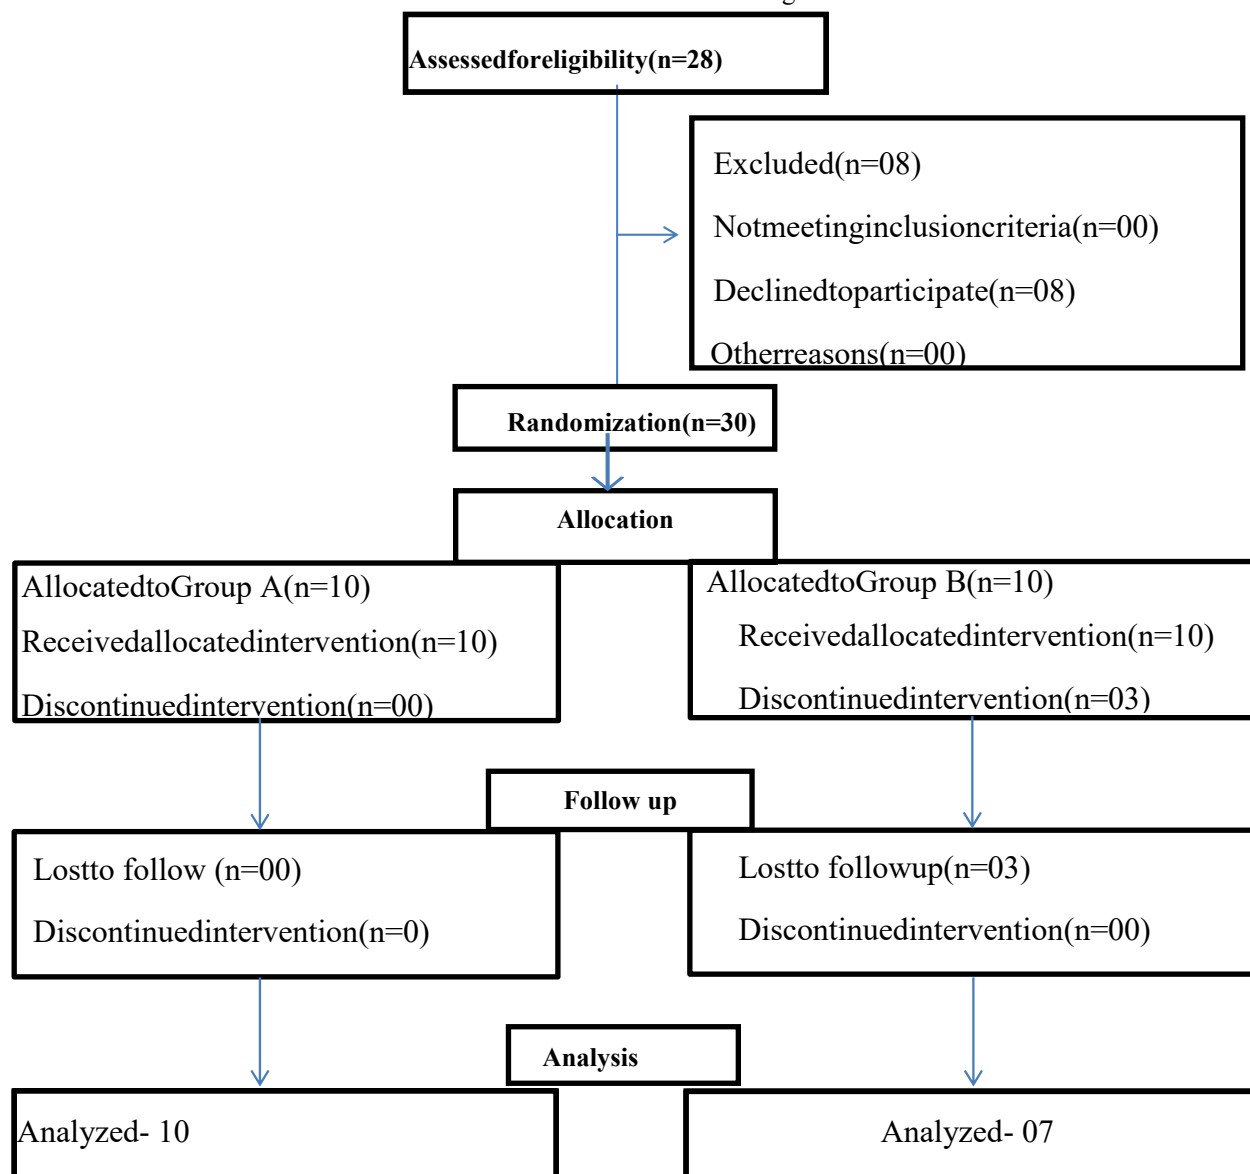 Assessedforeligibility(n=28)
Excluded(n=08)
Notmeetinginclusioncriteria(n=00)
Declinedtoparticipate(n=08)
Otherreasons(n=00)
Randomization(n=30)
Allocation
AllocatedtoGroup A(n=10)
Receivedallocatedintervention(n=10)
Discontinuedintervention(n=00)
AllocatedtoGroup B(n=10)
Receivedallocatedintervention(n=10)
Discontinuedintervention(n=03)
Follow up
Lostto follow (n=00)
Discontinuedintervention(n=0)
Lostto followup(n=03)
Discontinuedintervention(n=00)
Analysis
Analyzed- 10
Analyzed- 07